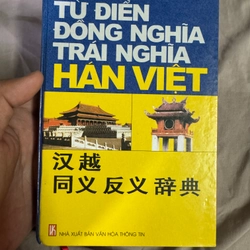 TỪ ĐIỂN
ĐỒNG NGHĨA
TRÁI NGHĨA
HÁN VIỆT
汉 越
同义 反义 辞典
NHÀ XUẤT BẢN VĂN HÓA THÔNG TIN